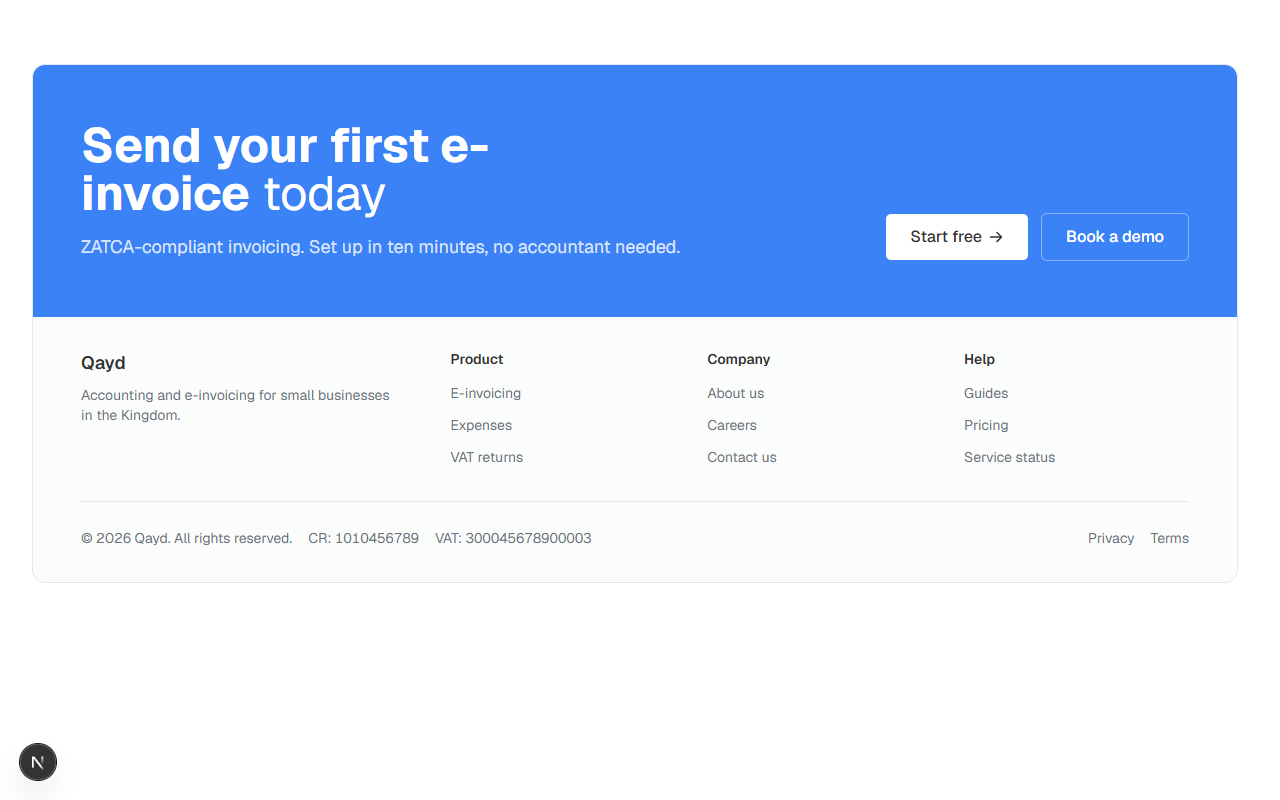 Send your first e-
invoice today
ZATCA-compliant invoicing. Set up in ten minutes, no accountant needed.
Start free →
Book a demo
Qayd
Accounting and e-invoicing for small businesses
in the Kingdom.
Product
E-invoicing
Expenses
VAT returns
Company
About us
Careers
Contact us
Help
Guides
Pricing
Service status
© 2026 Qayd. All rights reserved. CR: 1010456789 VAT: 300045678900003
Privacy Terms
N